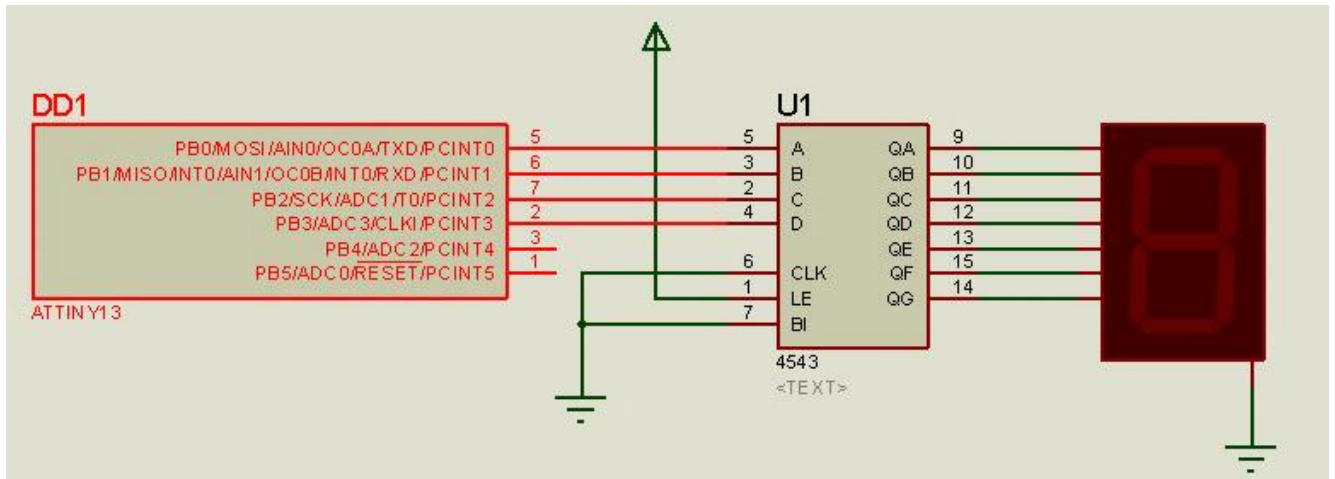 DD1
PB0/MOSI/AIN0/OC0A/TXD/PCINT0 5
PB1/MISO/INT0/AIN1/OC0B/INT0/RXD/PCINT1 6
PB2/SCK/ADC1/T0/PCINT2 7
PB3/ADC3/CLKI/PCINT3 2
PB4/ADC2/PCINT4 3
PB5/ADC0/RESET/PCINT5 1
ATTINY13
U1
5 A QA 9
3 B QB 10
2 C QC 11
4 D QD 12
QE 13
6 CLK QF 15
1 LE QG 14
7 BI
4543
<TEXT>